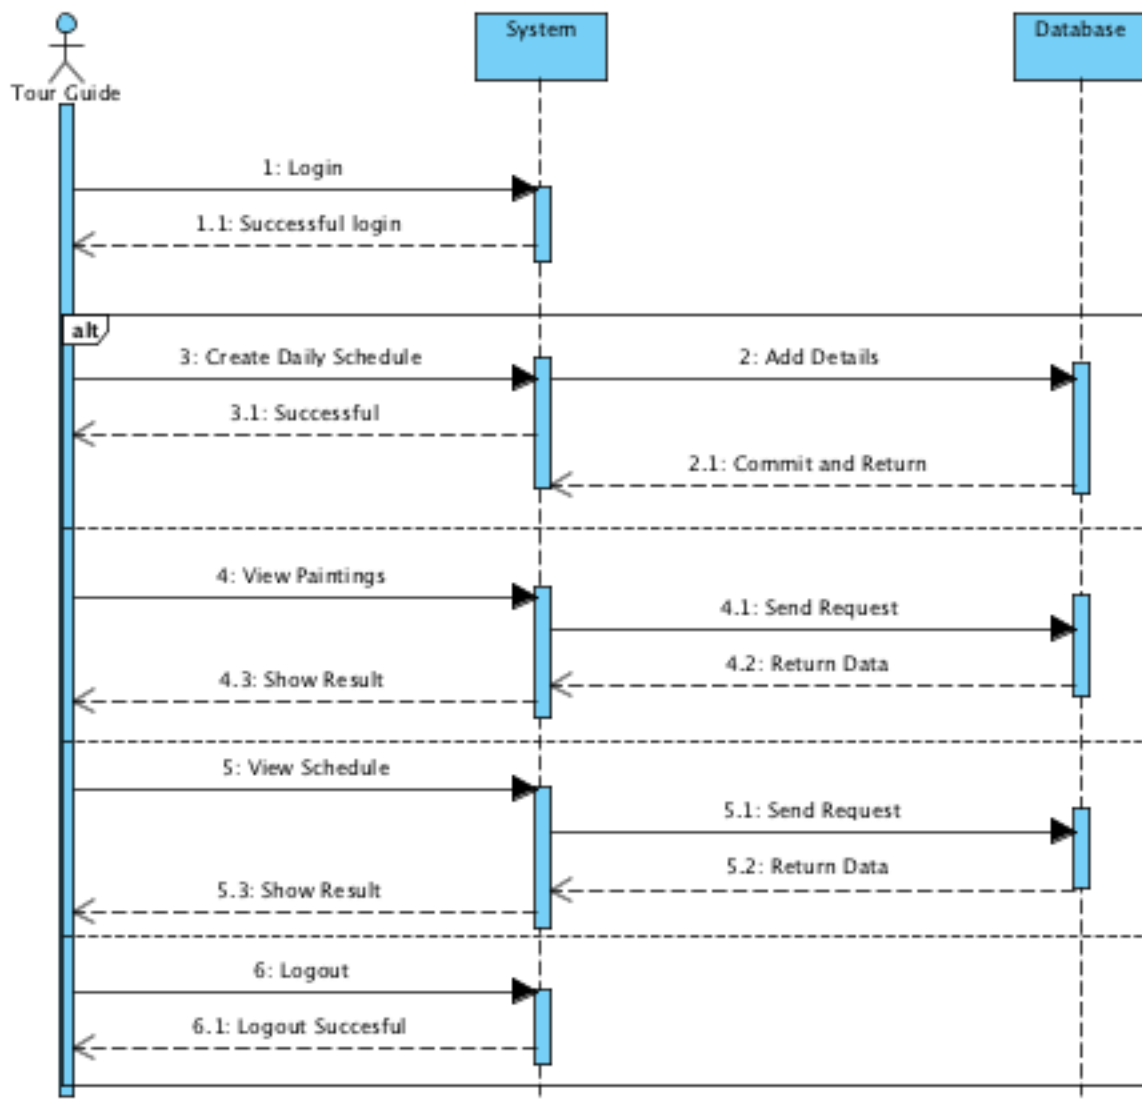 System
Database
Tour Guide
1: Login
1.1: Successful login
alt
3: Create Daily Schedule
2: Add Details
3.1: Successful
2.1: Commit and Return
4: View Paintings
4.1: Send Request
4.2: Return Data
4.3: Show Result
5: View Schedule
5.1: Send Request
5.2: Return Data
5.3: Show Result
6: Logout
6.1: Logout Succesful